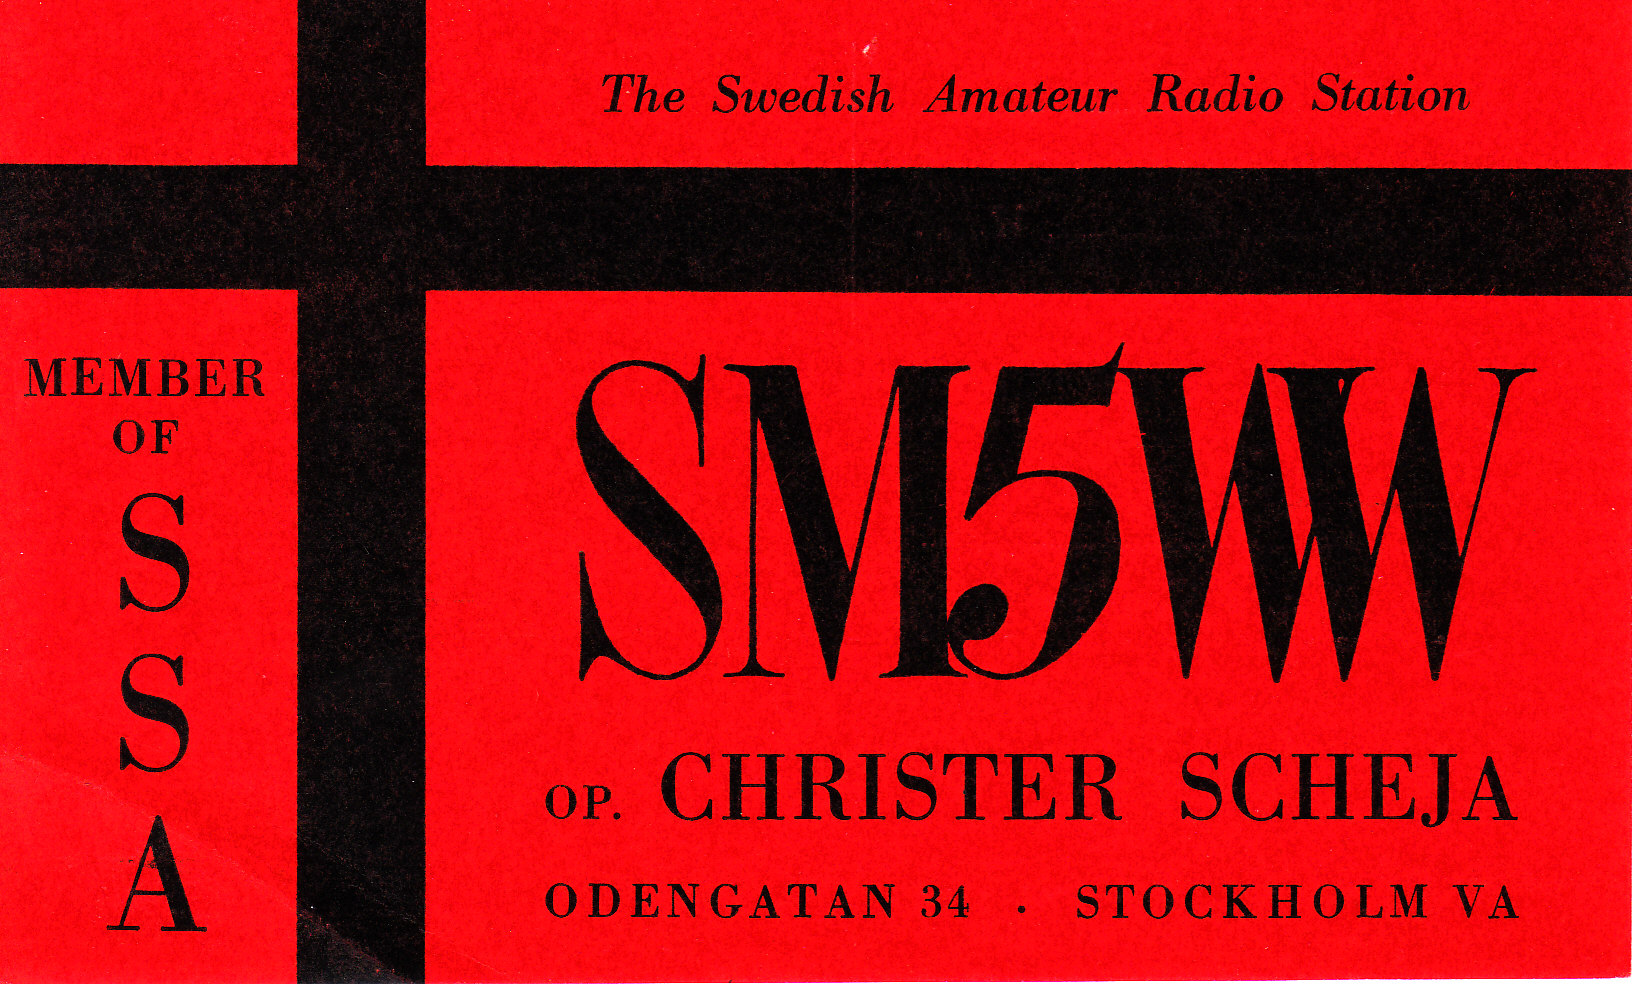 The Swedish Amateur Radio Station
MEMBER
OF
S
S
A
SM5WW
OP. CHRISTER SCHEJA
ODENGATAN 34 · STOCKHOLM VA